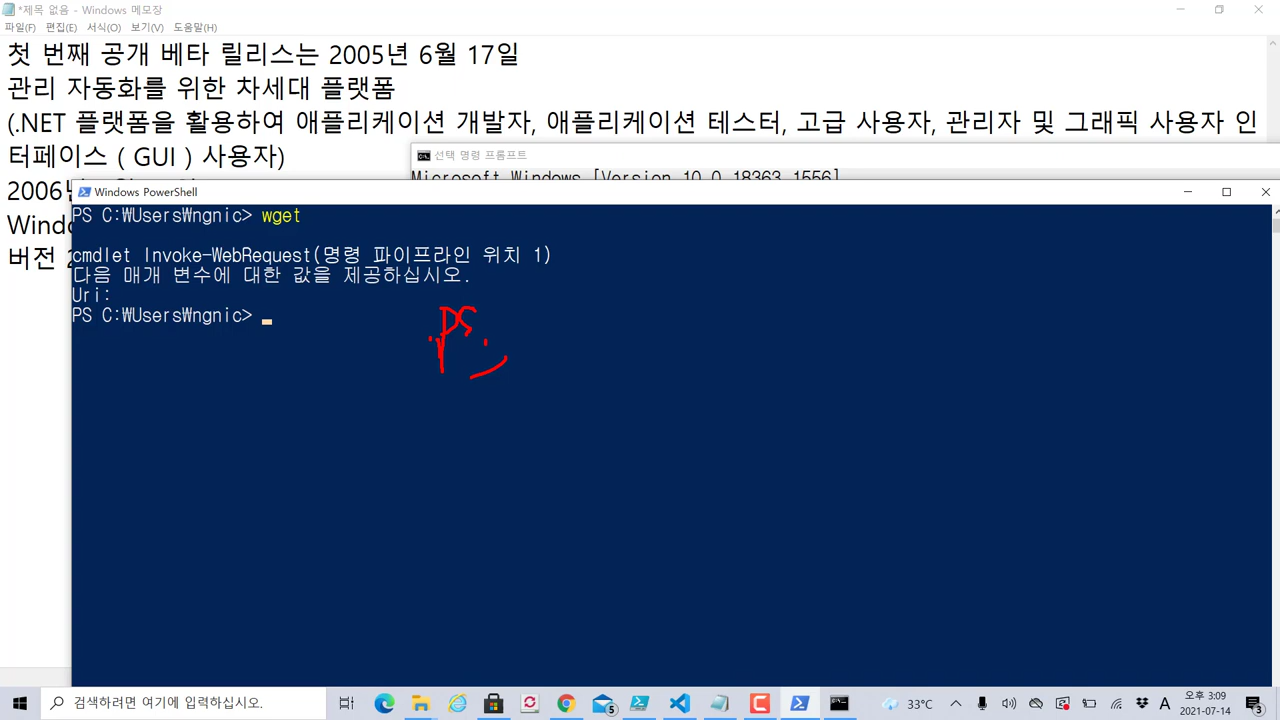 *제목 없음 - Windows 메모장
파일(F) 편집(E) 서식(O) 보기(V) 도움말(H)
첫 번째 공개 베타 릴리스는 2005년 6월 17일
관리 자동화를 위한 차세대 플랫폼
(.NET 플랫폼을 활용하여 애플리케이션 개발자, 애플리케이션 테스터, 고급 사용자, 관리자 및 그래픽 사용자 인
터페이스 ( GUI ) 사용자)
2006년
버전
선택 명령 프롬프트
Microsoft Windows [Version 10.0.18363.1556]
Windows PowerShell
PS C:₩Users₩ngnic> wget
cmdlet Invoke-WebRequest(명령 파이프라인 위치 1)
다음 매개 변수에 대한 값을 제공하십시오.
Uri:
PS C:₩Users₩ngnic>
PS
검색하려면 여기에 입력하십시오.
5
33℃
A
오후 3:09
2021-07-14
3